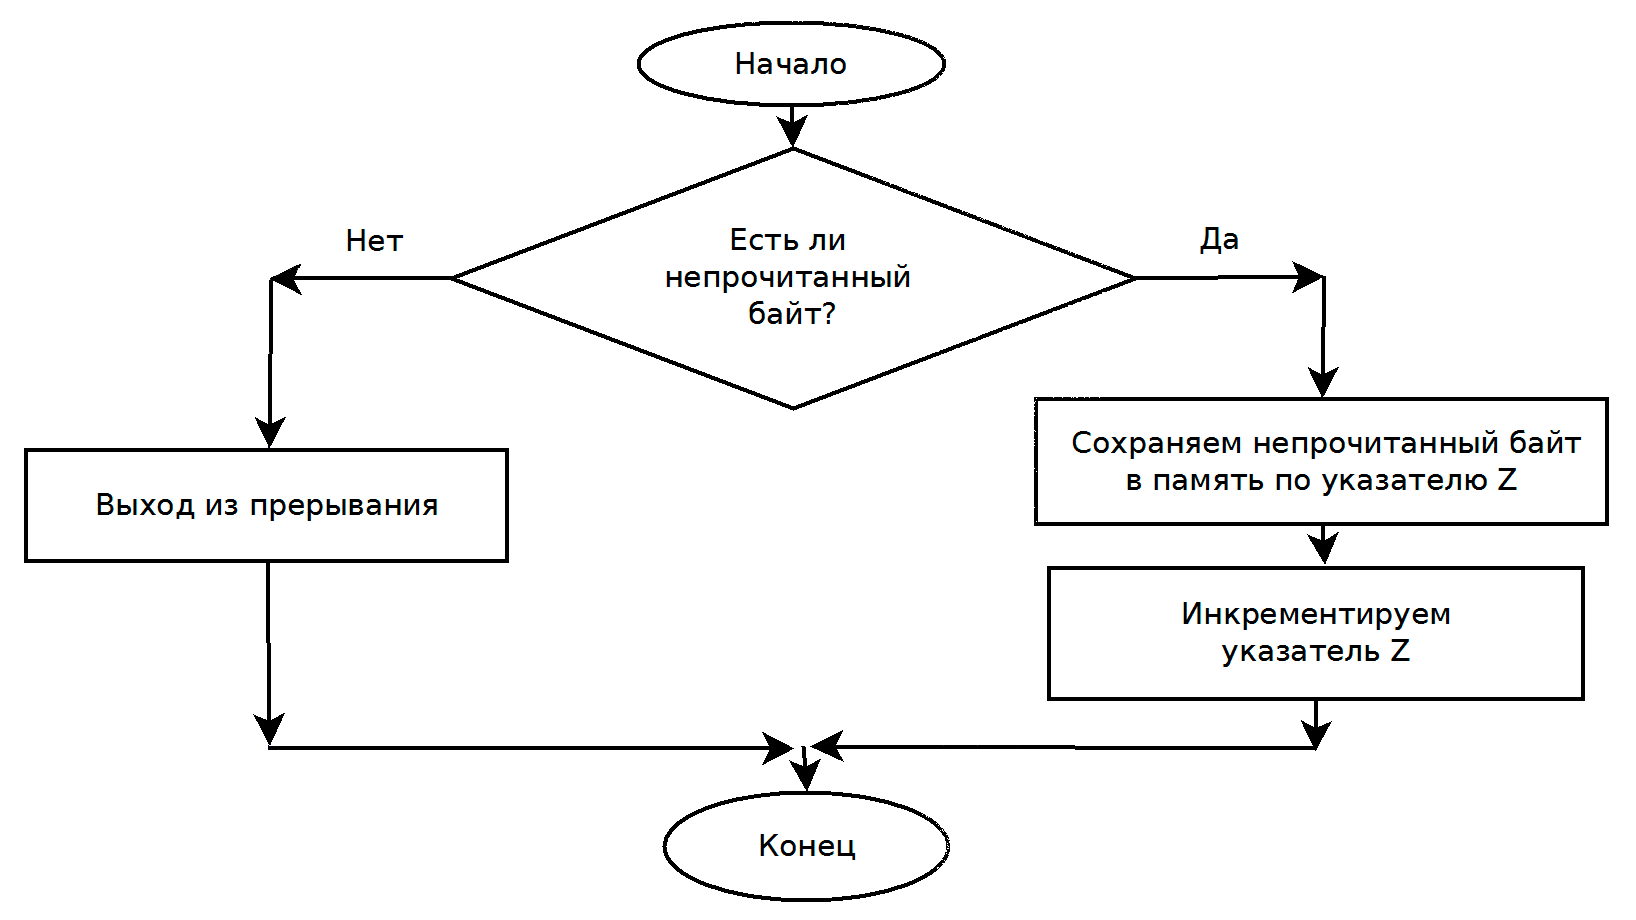 Начало
Нет
Да
Есть ли
непрочитанный
байт?
Сохраняем непрочитанный байт
в память по указателю Z
Выход из прерывания
Инкрементируем
указатель Z
Конец